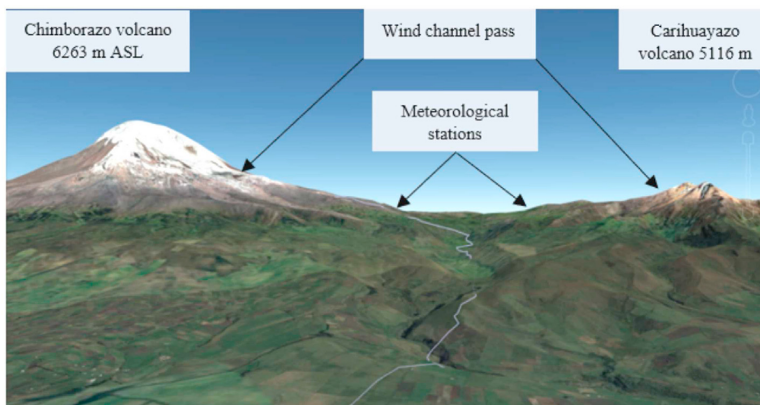 Chimborazo volcano
6263 m ASL
Wind channel pass
Carihuayazo
volcano 5116 m
Meteorological
stations